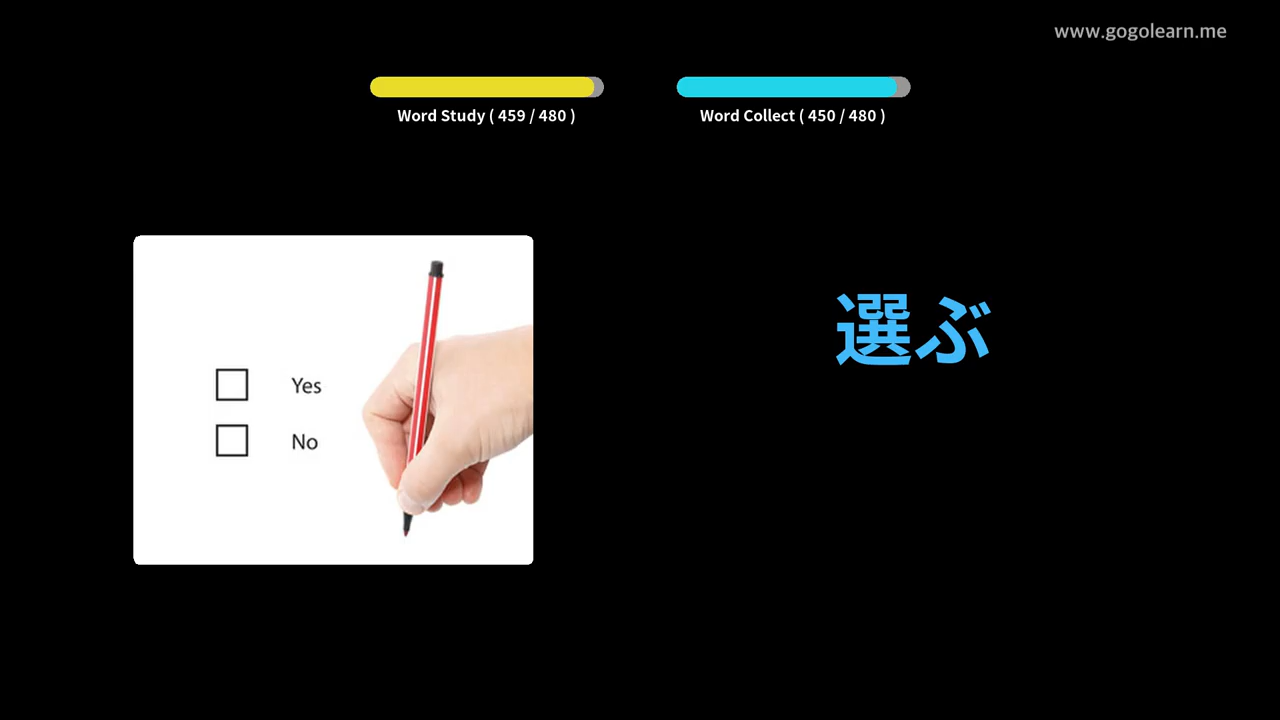 www.gogolearn.me
Word Study ( 459 / 480 )
Word Collect ( 450 / 480 )
Yes
No
選ぶ